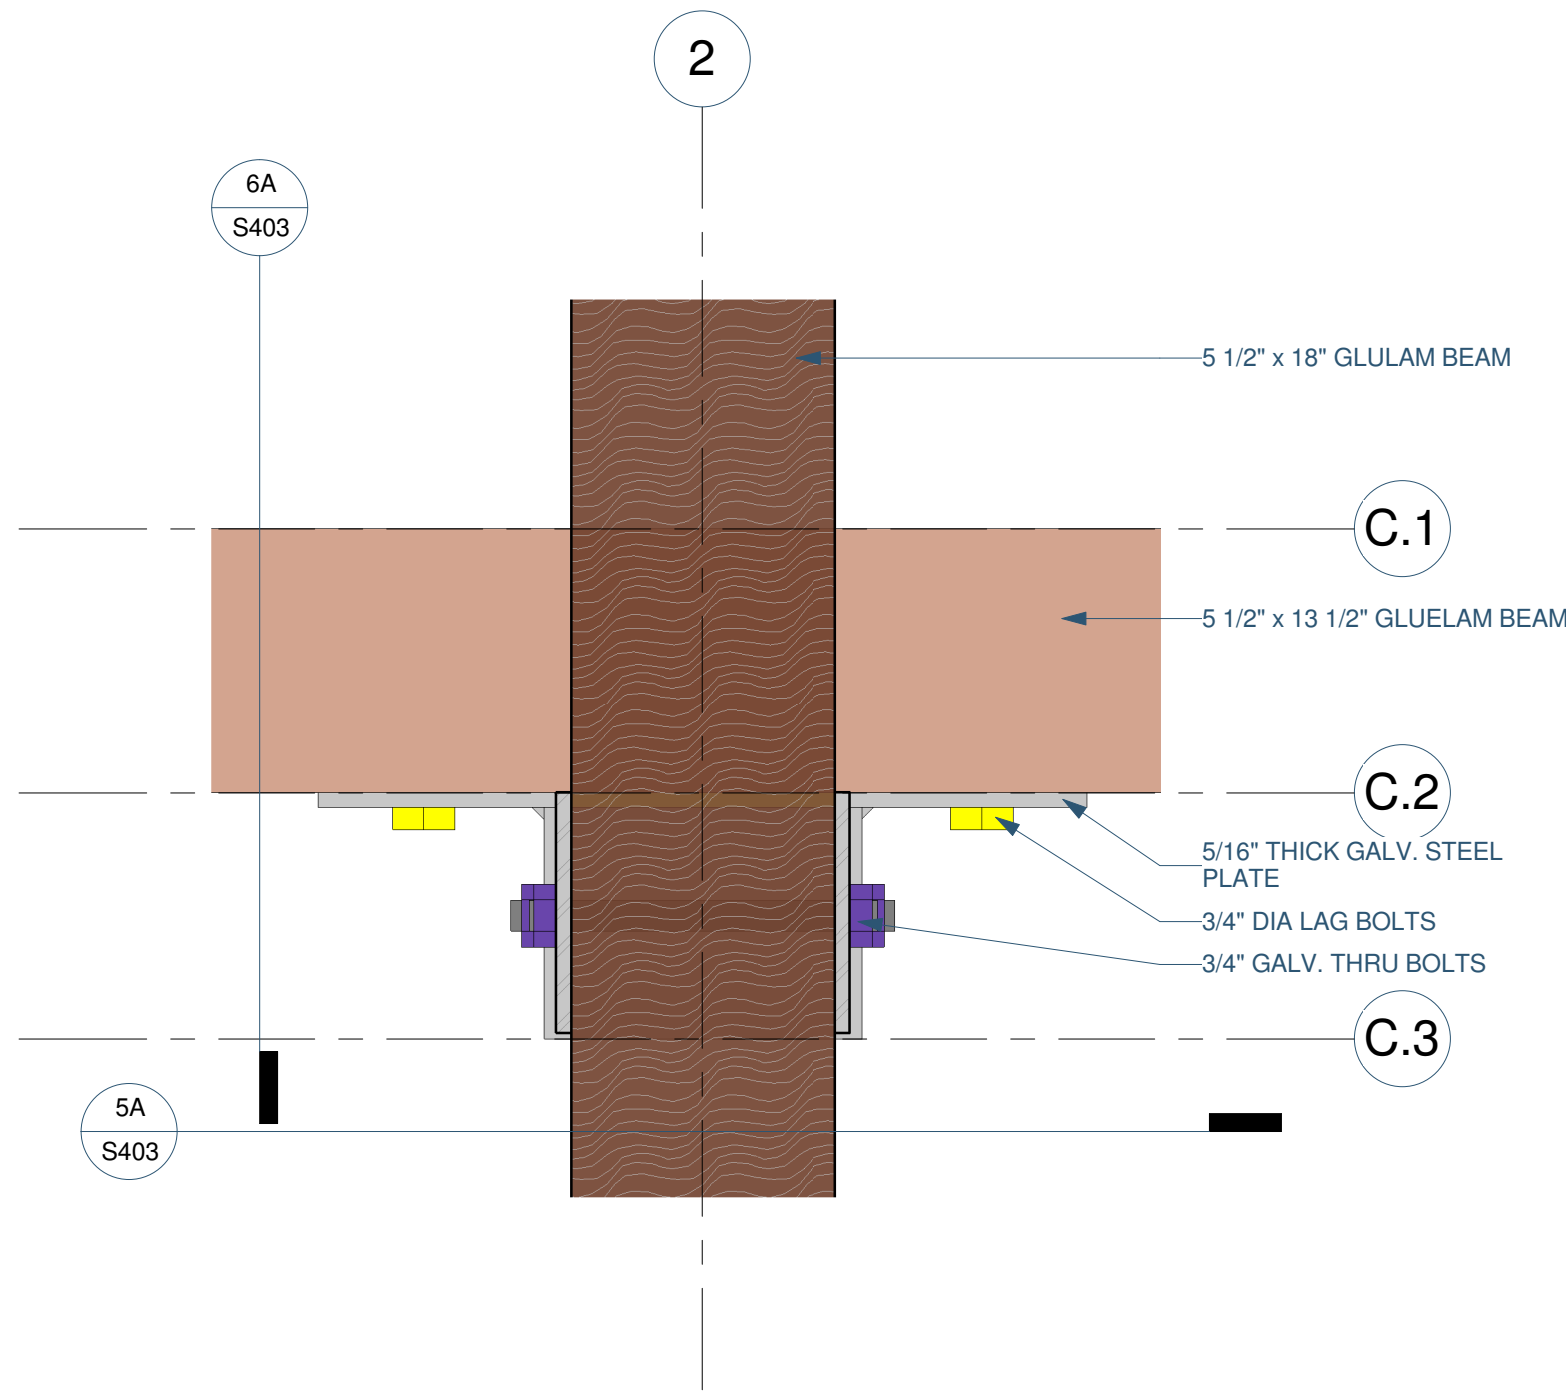 2
6A
S403
5 1/2" x 18" GLULAM BEAM
C.1
5 1/2" x 13 1/2" GLUELAM BEAM
C.2
5/16" THICK GALV. STEEL
PLATE
3/4" DIA LAG BOLTS
3/4" GALV. THRU BOLTS
C.3
5A
S403